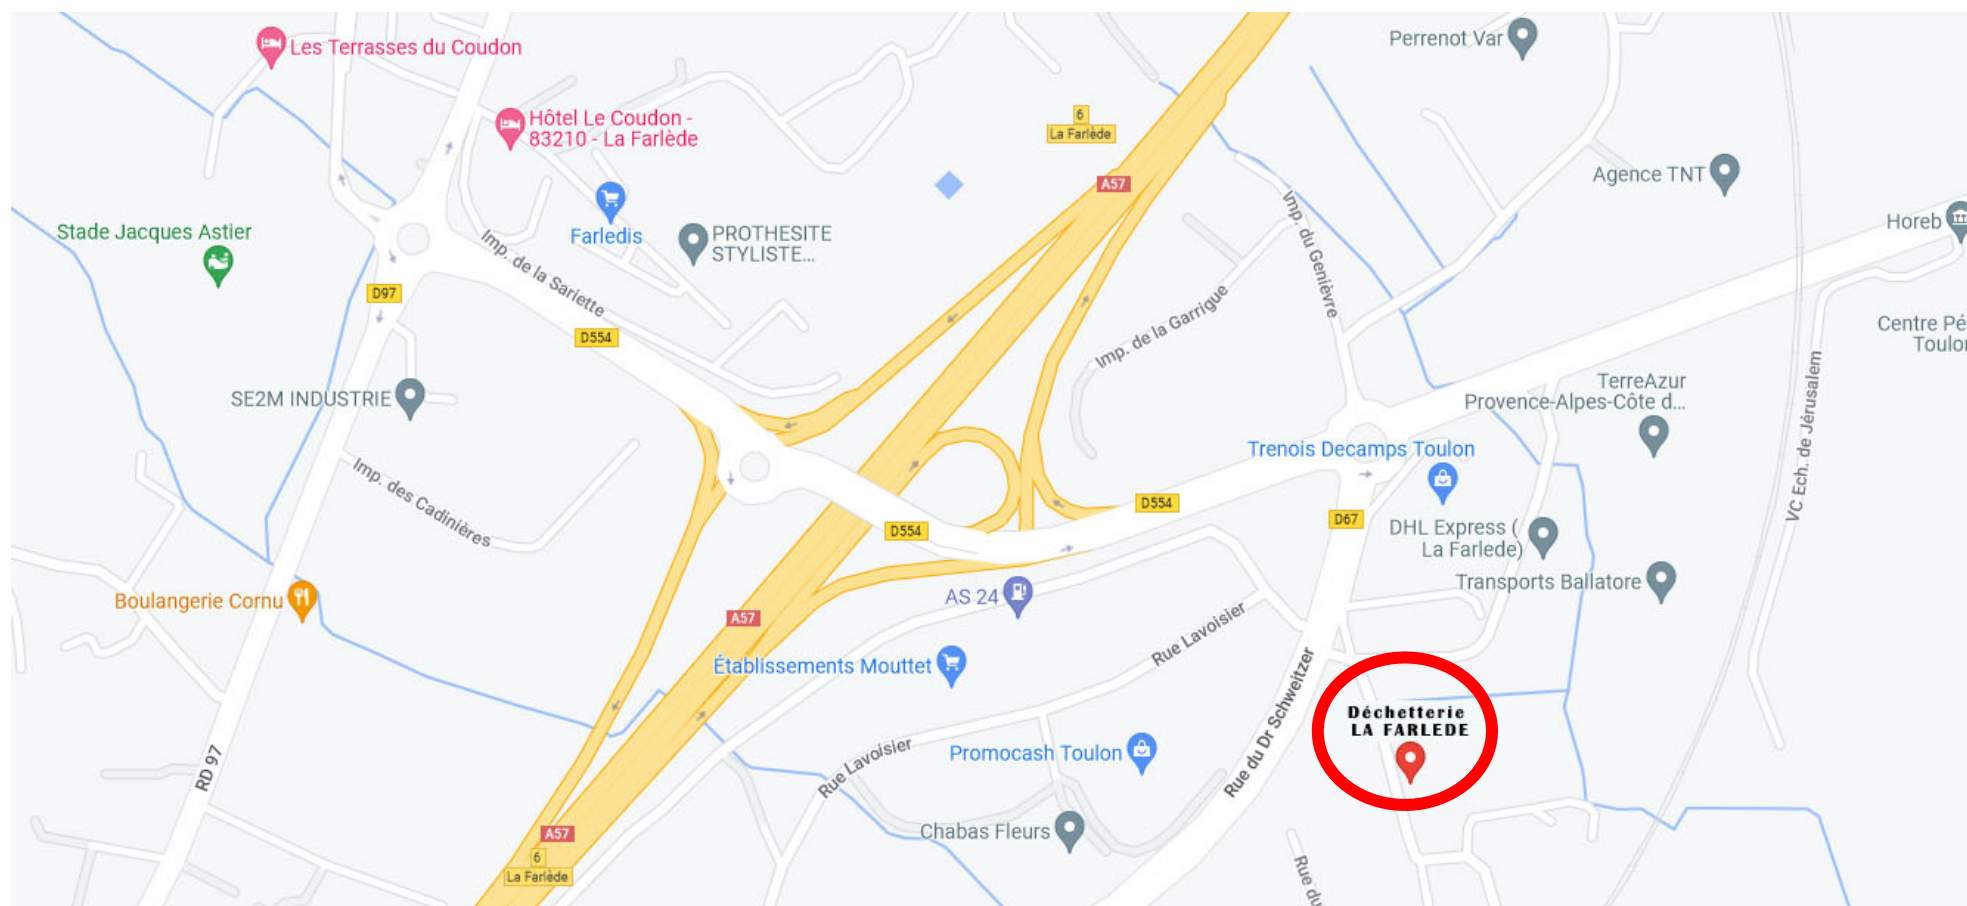 Les Terrasses du Coudon
Perrenot Var
Hôtel Le Coudon -
83210 - La Farlède
6
La Farlède
Agence TNT
A57
Farledis
Stade Jacques Astier
PROTHESITE
STYLISTE...
Horeb
Imp. de la Sariette
Imp. du Genièvre
D97
D554
Imp. de la Garrigue
Centre Pé
Toulon
SE2M INDUSTRIE
TerreAzur
Provence-Alpes-Côte d...
VC Ech. de Jérusalem
Trenois Decamps Toulon
Imp. des Cadinières
D554
D554
D67
DHL Express (
La Farlede)
Transports Ballatore
Boulangerie Cornu
AS 24
A57
Rue Lavoisier
Établissements Mouttet
Rue du Dr Schweitzer
Déchetterie
LA FARLEDE
RD 97
Rue Lavoisier
Promocash Toulon
Chabas Fleurs
A57
6
La Farlède
Rue du